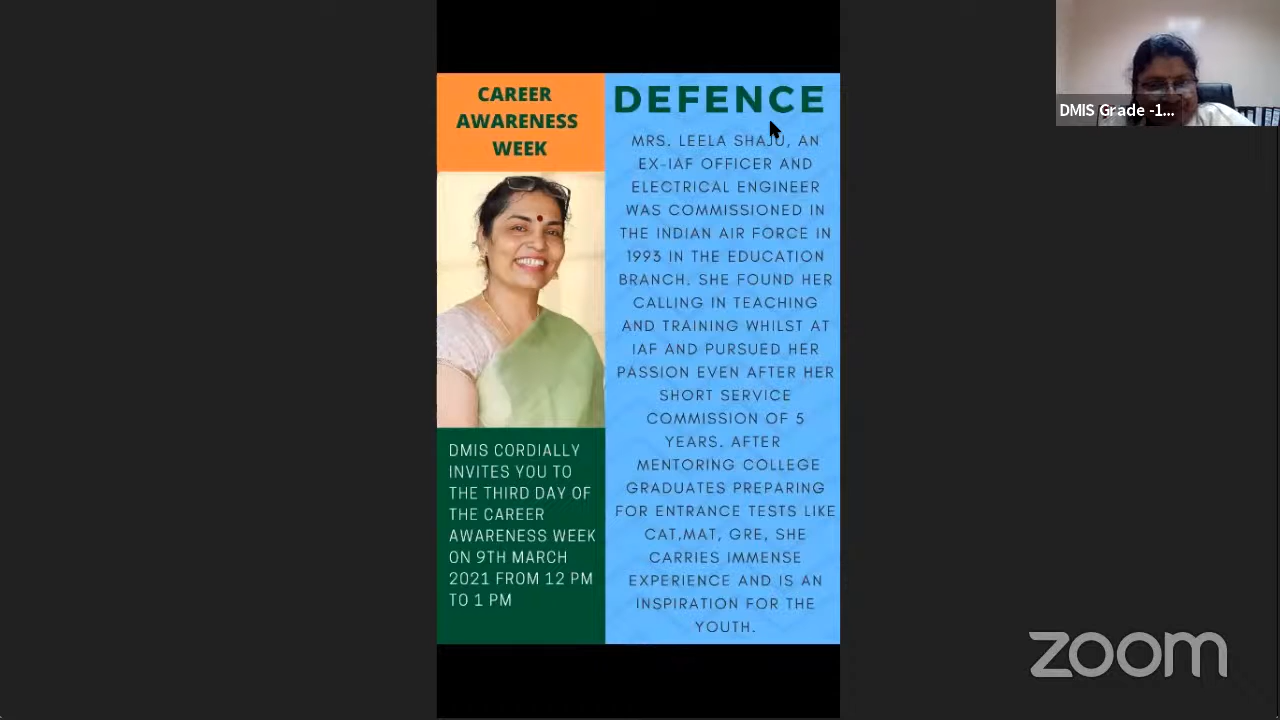 CAREER
AWARENESS
WEEK
DMIS CORDIALLY
INVITES YOU TO
THE THIRD DAY OF
THE CAREER
AWARENESS WEEK
ON 9TH MARCH
2021 FROM 12 PM
TO 1 PM
DEFENCE
MRS. LEELA SHAJU, AN
EX-IAF OFFICER AND
ELECTRICAL ENGINEER
WAS COMMISSIONED IN
THE INDIAN AIR FORCE IN
1993 IN THE EDUCATION
BRANCH. SHE FOUND HER
CALLING IN TEACHING
AND TRAINING WHILST AT
IAF AND PURSUED HER
PASSION EVEN AFTER HER
SHORT SERVICE
COMMISSION OF 5
YEARS. AFTER
MENTORING COLLEGE
GRADUATES PREPARING
FOR ENTRANCE TESTS LIKE
CAT,MAT, GRE, SHE
CARRIES IMMENSE
EXPERIENCE AND IS AN
INSPIRATION FOR THE
YOUTH.
DMIS Grade -1...
zoom